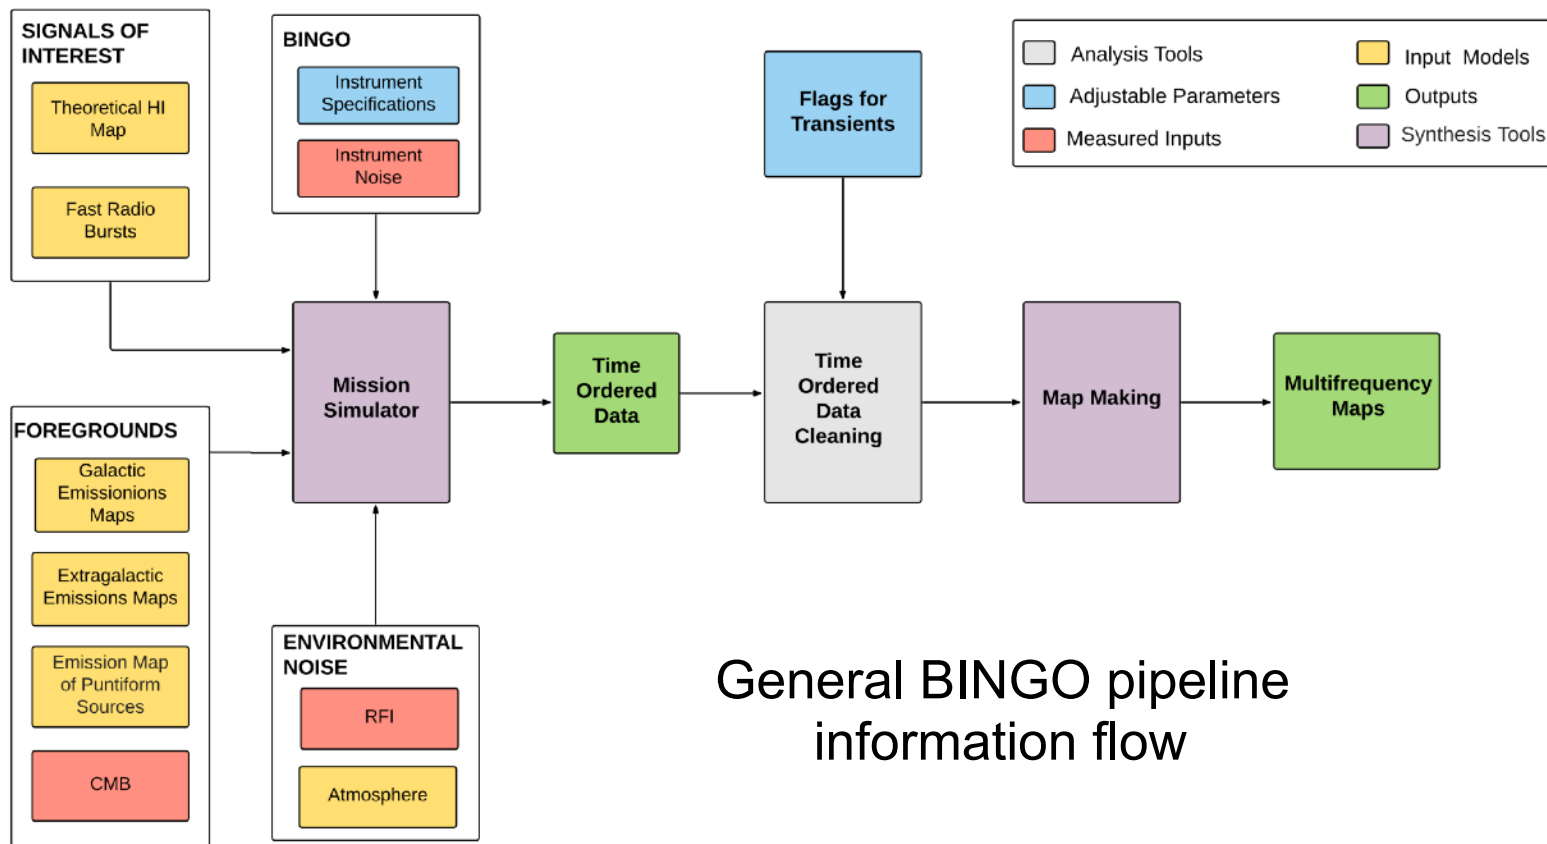 SIGNALS OF
INTEREST
Theoretical HI
Map
Fast Radio
Bursts
BINGO
Instrument
Specifications
Instrument
Noise
Flags for
Transients
Analysis Tools
Adjustable Parameters
Measured Inputs
Input Models
Outputs
Synthesis Tools
Mission
Simulator
Time
Ordered
Data
Time
Ordered
Data
Cleaning
Map Making
Multifrequency
Maps
FOREGROUNDS
Galactic
Emissionions
Maps
Extragalactic
Emissions Maps
Emission Map
of Puntiform
Sources
CMB
ENVIRONMENTAL
NOISE
RFI
Atmosphere
General BINGO pipeline
information flow